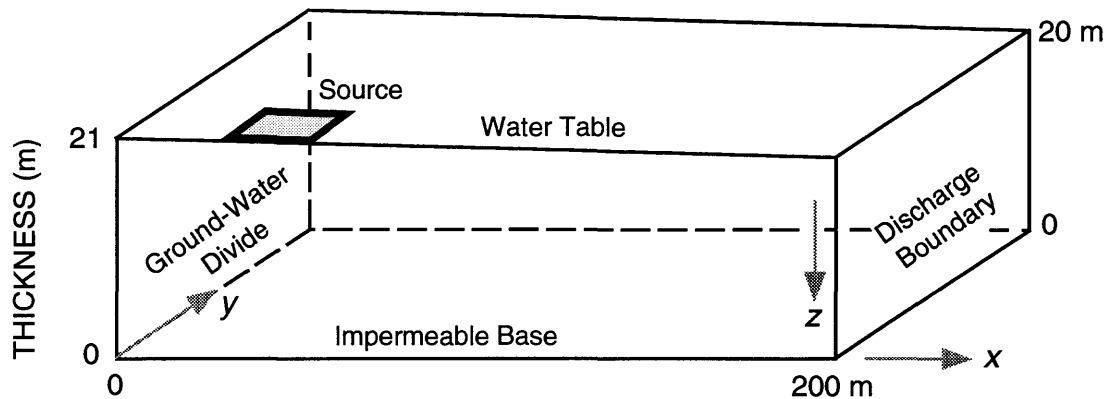 20 m
Source
Water Table
21
THICKNESS (m)
Ground-Water
Divide
Discharge
Boundary
0
y
z
Impermeable Base
0
x
0
200 m